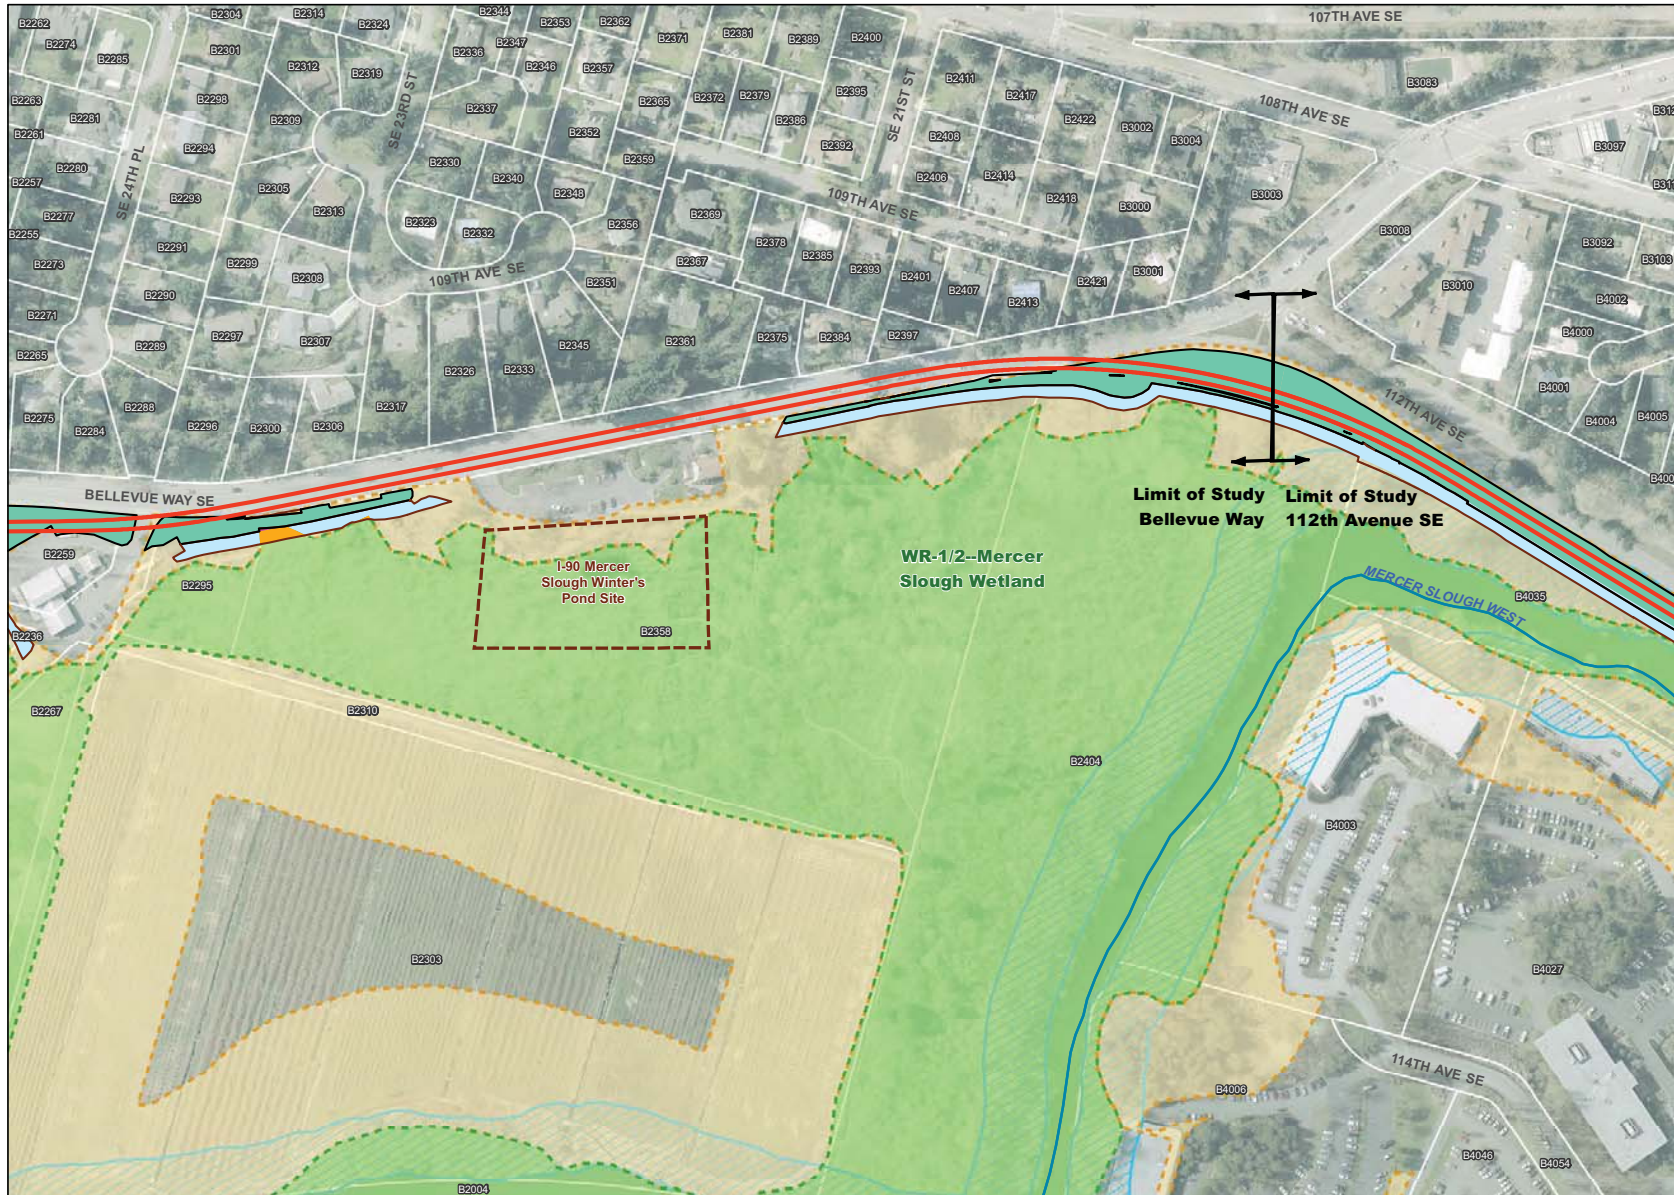 107TH AVE SE
B2262
B2304
B2314
B2324
B2344
B2353
B2362
B2371
B2381
B2389
B2400
B2274
B2285
B2301
B2312
B2319
B2336
B2347
B2346
B2357
B2411
B2417
B3083
B2263
B2281
B2298
B2309
SE 23RD ST
B2337
B2365
B2372
B2379
B2395
SE 21ST ST
B2422
108TH AVE SE
B2261
B2294
B2352
B2386
B2392
B2408
B3002
B3004
B3097
B2280
B2330
B2359
B2257
SE 24TH PL
B2293
B2305
B2340
B2348
B2406
B2414
B2418
B3003
B2277
B2313
B2323
B2332
B2356
B2369
109TH AVE SE
B3000
B3008
B2255
B2273
B2291
B2299
B2308
109TH AVE SE
B2351
B2367
B2378
B2385
B2393
B2401
B2407
B2421
B3001
B3010
B3092
B3103
B2271
B2290
B2413
B4002
B2265
B2289
B2297
B2307
B2345
B2361
B2375
B2384
B2397
B4000
B2326
B2333
B4001
B2275
B2284
B2288
B2296
B2300
B2306
B2317
112TH AVE SE
B4004
B4005
BELLEVUE WAY SE
Limit of Study
Bellevue Way
Limit of Study
112th Avenue SE
B2259
B2295
B2236
I-90 Mercer
Slough Winter's
Pond Site
B2358
WR-1/2--Mercer
Slough Wetland
MERCER SLOUGH WEST
B4035
B2267
B2310
B2404
B4003
B2303
B4027
114TH AVE SE
B4006
B4046
B4054
B2004